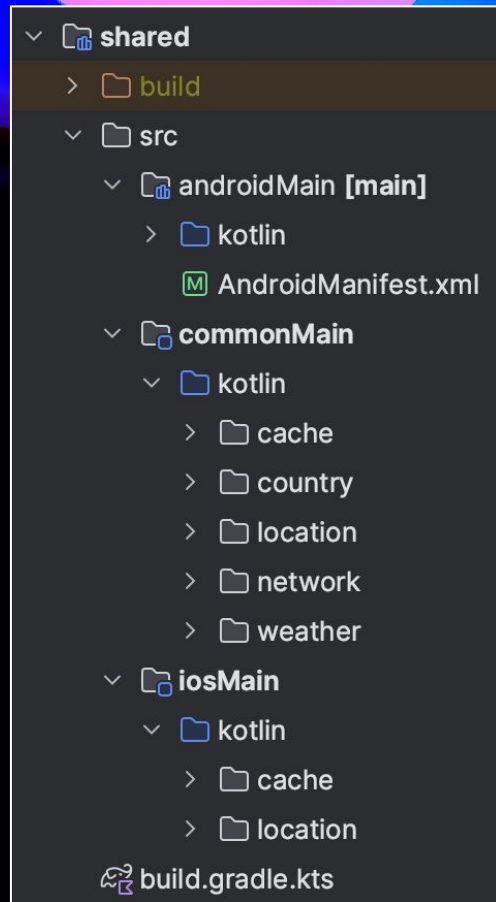 shared
build
src
androidMain [main]
kotlin
M AndroidManifest.xml
commonMain
kotlin
cache
country
location
network
weather
iosMain
kotlin
cache
location
build.gradle.kts